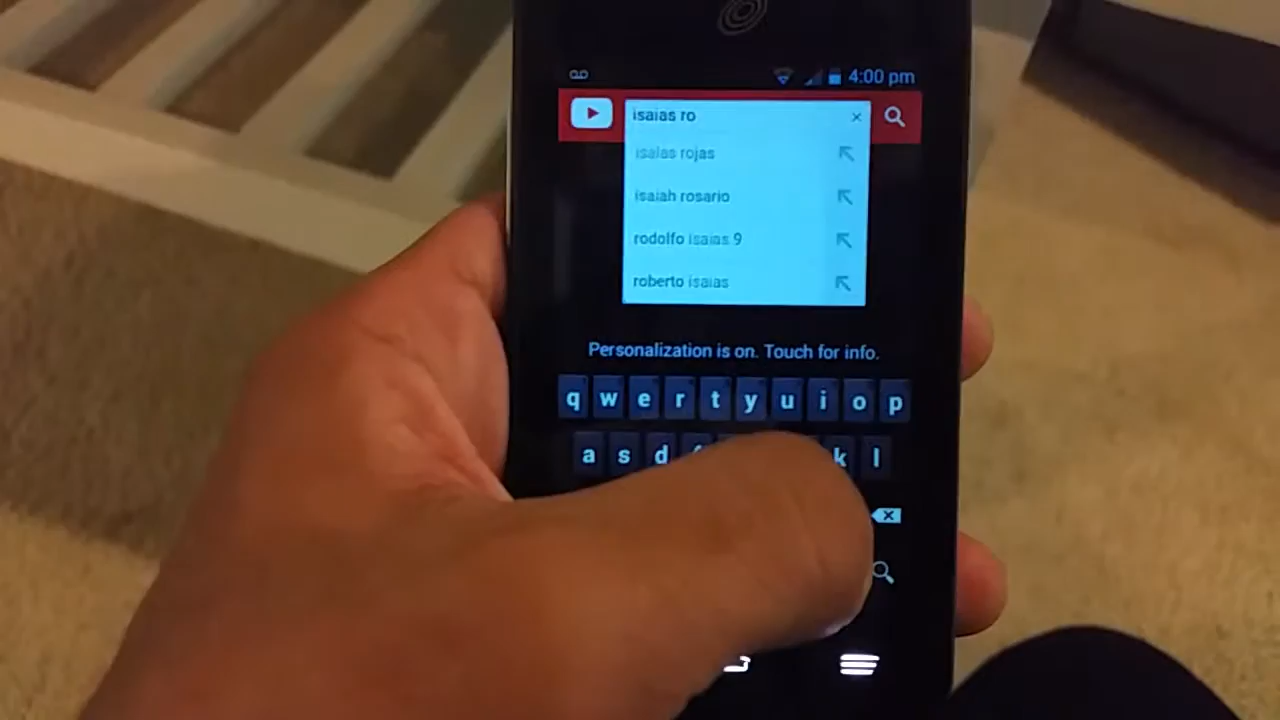 4:00 pm
isaias ro
isaias rojas
isaiah rosario
rodolfo isaias 9
roberto isaias
Personalization is on. Touch for info.
q w e r t y u i o p
a s d k l